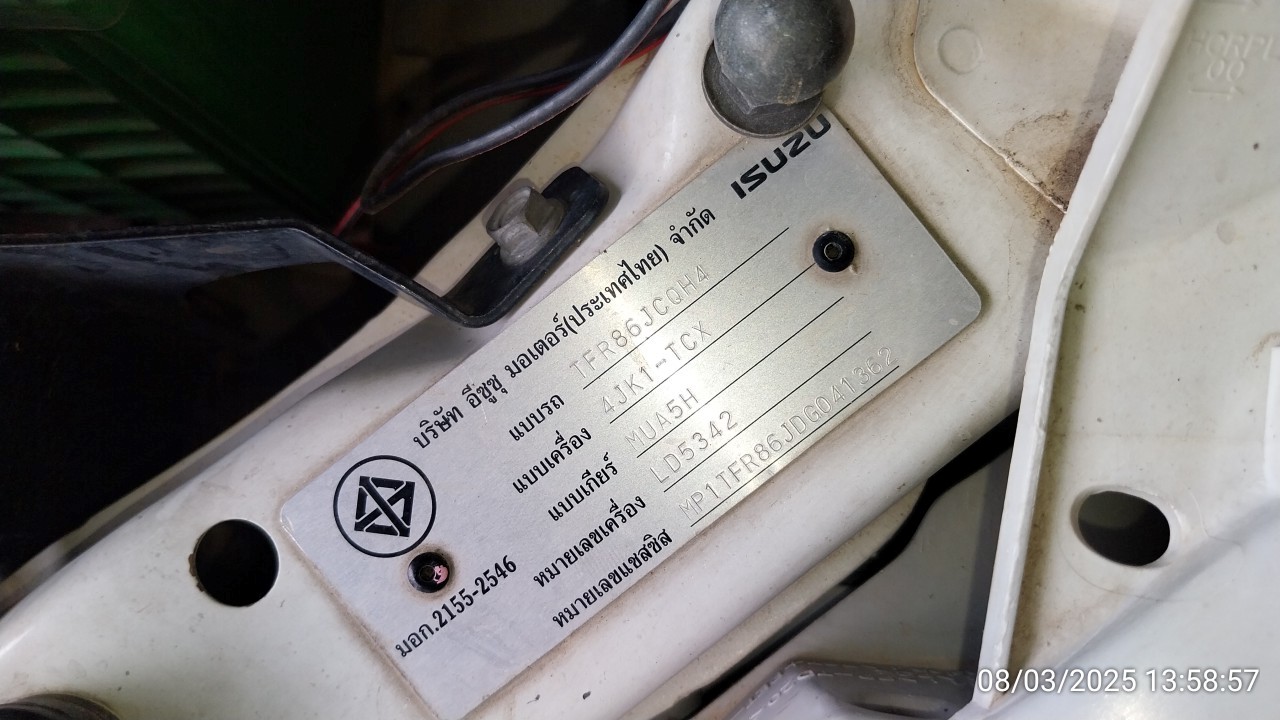 ISUZU
บริษัท อีซูซุ มอเตอร์(ประเทศไทย) จำกัด
แบบรถ TFR86JCQH4
แบบเครื่อง 4JK1-TCX
แบบเกียร์ MUA5H
หมายเลขเครื่อง LD5342
หมายเลขแชสซิส MP1TFR86JDG041362
มอก.2155-2546
08/03/2025 13:58:57